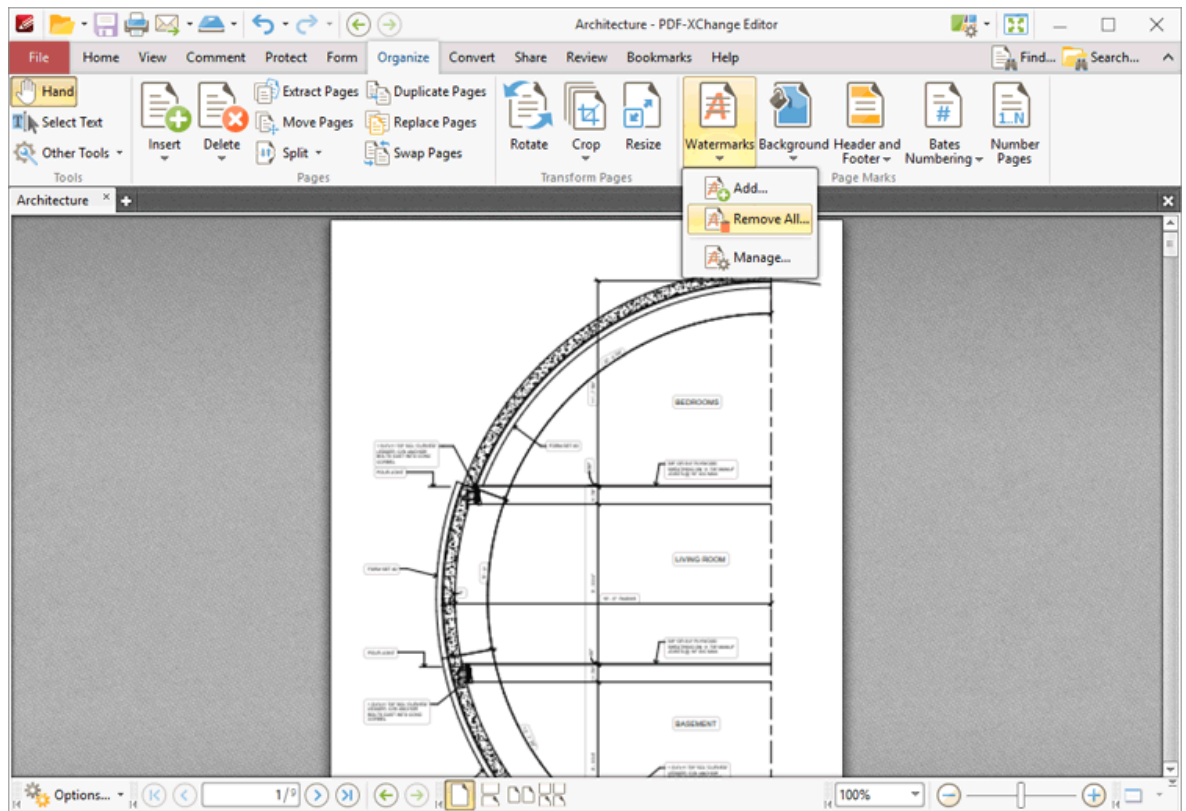 Architecture - PDF-XChange Editor
File Home View Comment Protect Form Organize Convert Share Review Bookmarks Help Find... Search...
Hand
Select Text
Other Tools
Tools
Insert
Delete
Extract Pages
Move Pages
Split
Duplicate Pages
Replace Pages
Swap Pages
Pages
Rotate
Crop
Resize
Transform Pages
Watermarks
Background
Header and
Footer
Bates
Numbering
1..N
Number
Pages
Page Marks
Add...
Remove All...
Manage...
Architecture
BEDROOMS
LIVING ROOM
BASEMENT
Options... 1/9 100%